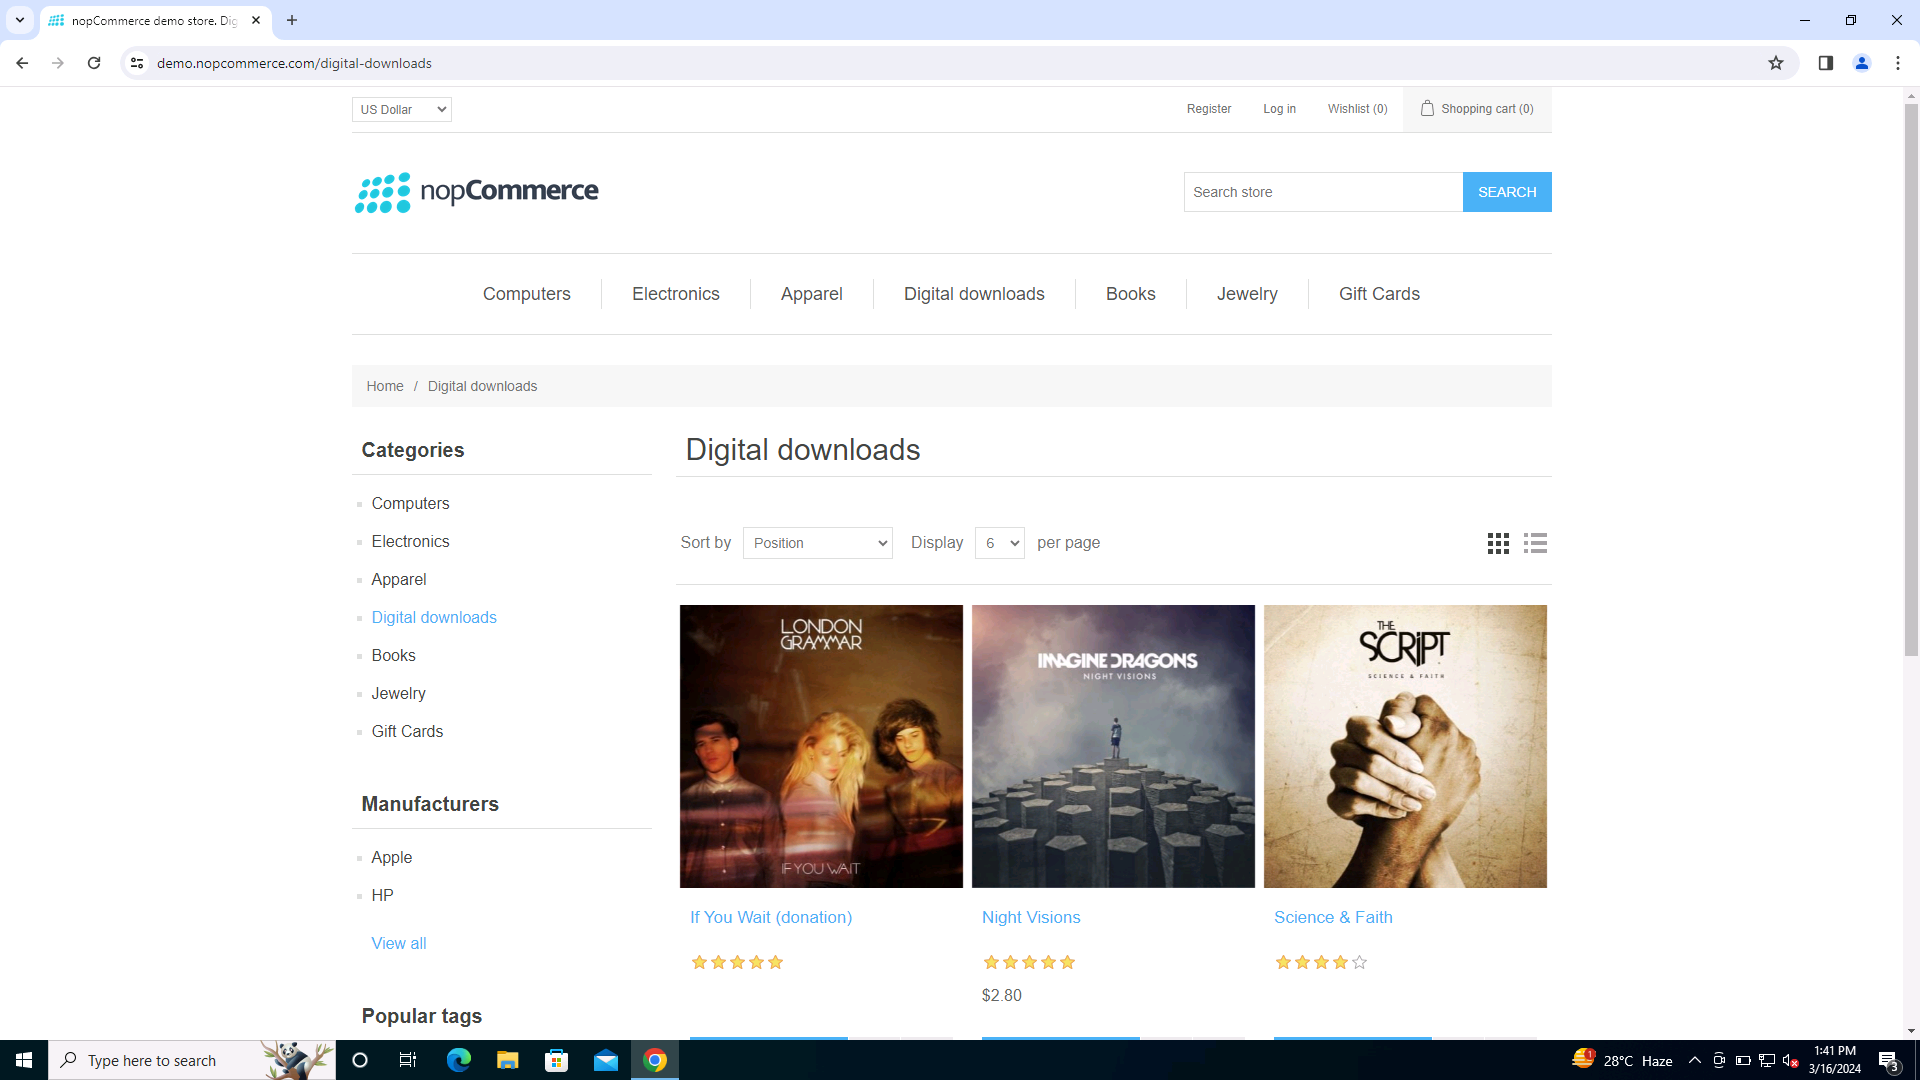 nopCommerce demo store. Dig
demo.nopcommerce.com/digital-downloads
US Dollar
Register
Log in
Wishlist (0)
Shopping cart (0)
nopCommerce
Search store
SEARCH
Computers
Electronics
Apparel
Digital downloads
Books
Jewelry
Gift Cards
Home / Digital downloads
Categories
Computers
Electronics
Apparel
Digital downloads
Books
Jewelry
Gift Cards
Manufacturers
Apple
HP
View all
Popular tags
Digital downloads
Sort by Position Display 6 per page
LONDON
GRAMMAR
IF YOU WAIT
IMAGINE DRAGONS
NIGHT VISIONS
THE
SCRIPT
SCIENCE & FAITH
If You Wait (donation)
Night Visions
$2.80
Science & Faith
Type here to search
1
28°C Haze
1:41 PM
3/16/2024
3